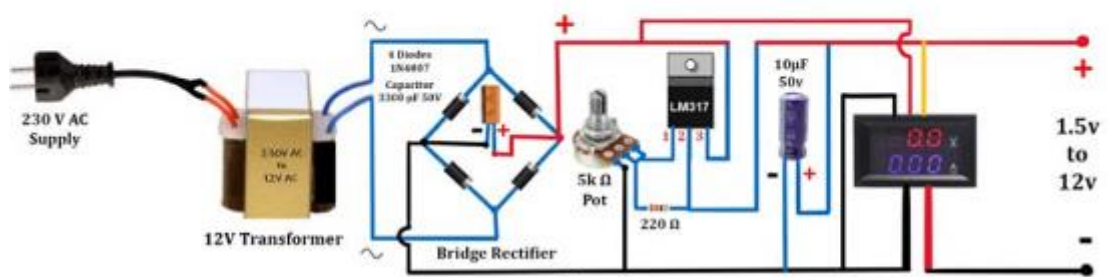 230 V AC
Supply
230V AC
to
12V AC
12V Transformer
~
~
4 Diodes
1N4007
Capacitor
3300 µF 50V
-
+
Bridge Rectifier
+
5k Ω
Pot
LM317
1 2 3
220 Ω
10µF
50v
-
+
0.0 V
0.00 A
+
1.5v
to
12v
-